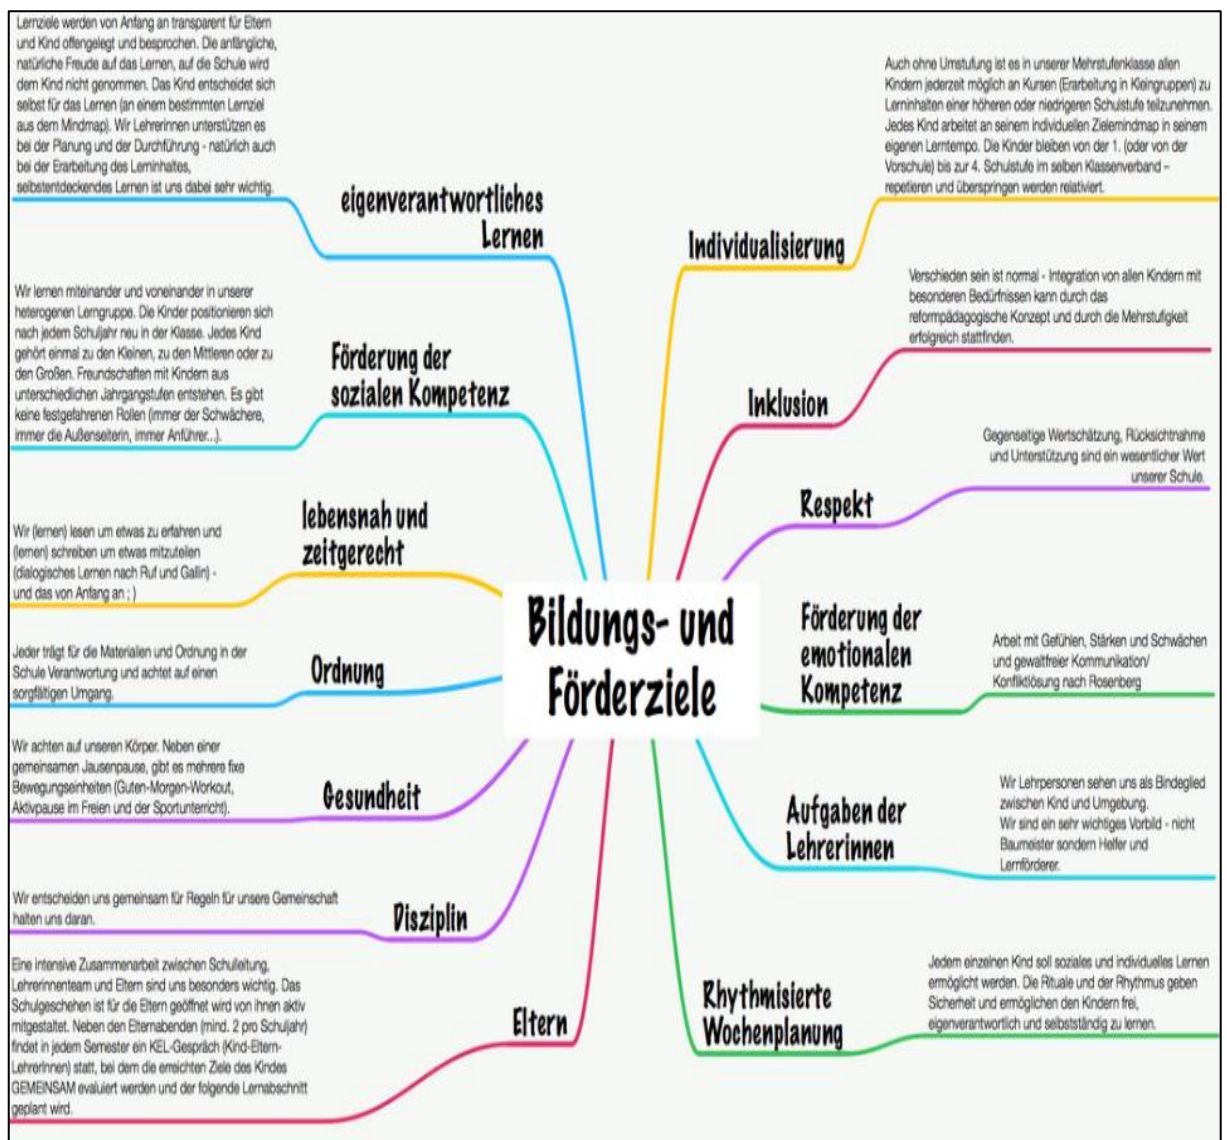 Lernziele werden von Anfang an transparent für Eltern
und Kind offengelegt und besprochen. Die anfängliche,
natürliche Freude auf das Lernen, auf die Schule wird
dem Kind nicht genommen. Das Kind entscheidet sich
selbst für das Lernen (an einem bestimmten Lernziel
aus dem Mindmap). Wir Lehrerinnen unterstützen es
bei der Planung und der Durchführung - natürlich auch
bei der Erarbeitung des Lerninhaltes,
selbstentdeckendes Lernen ist uns dabei sehr wichtig.
eigenverantwortliches
Lernen
Wir lernen miteinander und voneinander in unserer
heterogenen Lerngruppe. Die Kinder positionieren sich
nach jedem Schuljahr neu in der Klasse. Jedes Kind
gehört einmal zu den Kleinen, zu den Mittleren oder zu
den Großen. Freundschaften mit Kindern aus
unterschiedlichen Jahrgangstufen entstehen. Es gibt
keine festgefahrenen Rollen (immer der Schwächere,
immer die Außenseiterin, immer Anführer...).
Förderung der
sozialen Kompetenz
Wir (lernen) lesen um etwas zu erfahren und
(lernen) schreiben um etwas mitzuteilen
(dialogisches Lernen nach Ruf und Gallin) -
und das von Anfang an ; )
lebensnah und
zeitgerecht
Jeder trägt für die Materialien und Ordnung in der
Schule Verantwortung und achtet auf einen
sorgfältigen Umgang.
Ordnung
Wir achten auf unseren Körper. Neben einer
gemeinsamen Jausenpause, gibt es mehrere fixe
Bewegungseinheiten (Guten-Morgen-Workout,
Aktivpause im Freien und der Sportunterricht).
Gesundheit
Wir entscheiden uns gemeinsam für Regeln für unsere Gemeinschaft
halten uns daran.
Disziplin
Eine intensive Zusammenarbeit zwischen Schulleitung,
Lehrerinnenteam und Eltern sind uns besonders wichtig. Das
Schulgeschehen ist für die Eltern geöffnet wird von ihnen aktiv
mitgestaltet. Neben den Elternabenden (mind. 2 pro Schuljahr)
findet in jedem Semester ein KEL-Gespräch (Kind-Eltern-
LehrerInnen) statt, bei dem die erreichten Ziele des Kindes
GEMEINSAM evaluiert werden und der folgende Lernabschnitt
geplant wird.
Eltern
Bildungs- und
Förderziele
Auch ohne Umstufung ist es in unserer Mehrstufenklasse allen
Kindern jederzeit möglich an Kursen (Erarbeitung in Kleingruppen) zu
Lerninhalten einer höheren oder niedrigeren Schulstufe teilzunehmen.
Jedes Kind arbeitet an seinem individuellen Zielemindmap in seinem
eigenen Lerntempo. Die Kinder bleiben von der 1. (oder von der
Vorschule) bis zur 4. Schulstufe im selben Klassenverband –
repetieren und überspringen werden relativiert.
Individualisierung
Verschieden sein ist normal - Integration von allen Kindern mit
besonderen Bedürfnissen kann durch das
reformpädagogische Konzept und durch die Mehrstufigkeit
erfolgreich stattfinden.
Inklusion
Gegenseitige Wertschätzung, Rücksichtnahme
und Unterstützung sind ein wesentlicher Wert
unserer Schule.
Respekt
Förderung der
emotionalen
Kompetenz
Arbeit mit Gefühlen, Stärken und Schwächen
und gewaltfreier Kommunikation/
Konfliktlösung nach Rosenberg
Wir Lehrpersonen sehen uns als Bindeglied
zwischen Kind und Umgebung.
Wir sind ein sehr wichtiges Vorbild - nicht
Baumeister sondern Helfer und
Lernförderer.
Aufgaben der
Lehrerinnen
Jedem einzelnen Kind soll soziales und individuelles Lernen
ermöglicht werden. Die Rituale und der Rhythmus geben
Sicherheit und ermöglichen den Kindern frei,
eigenverantwortlich und selbstständig zu lernen.
Rhythmisierte
Wochenplanung